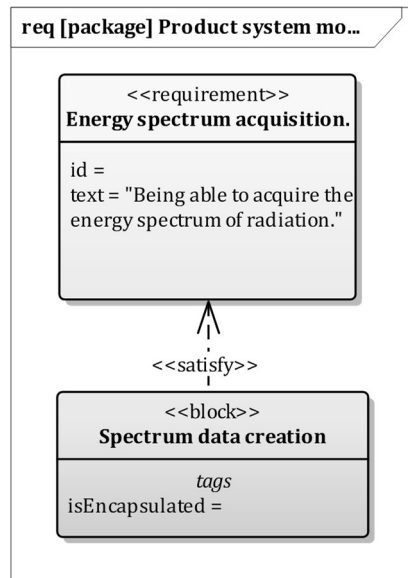 req [package] Product system mo...
<<requirement>>
Energy spectrum acquisition.
id =
text = "Being able to acquire the
energy spectrum of radiation."
<<satisfy>>
<<block>>
Spectrum data creation
tags
isEncapsulated =